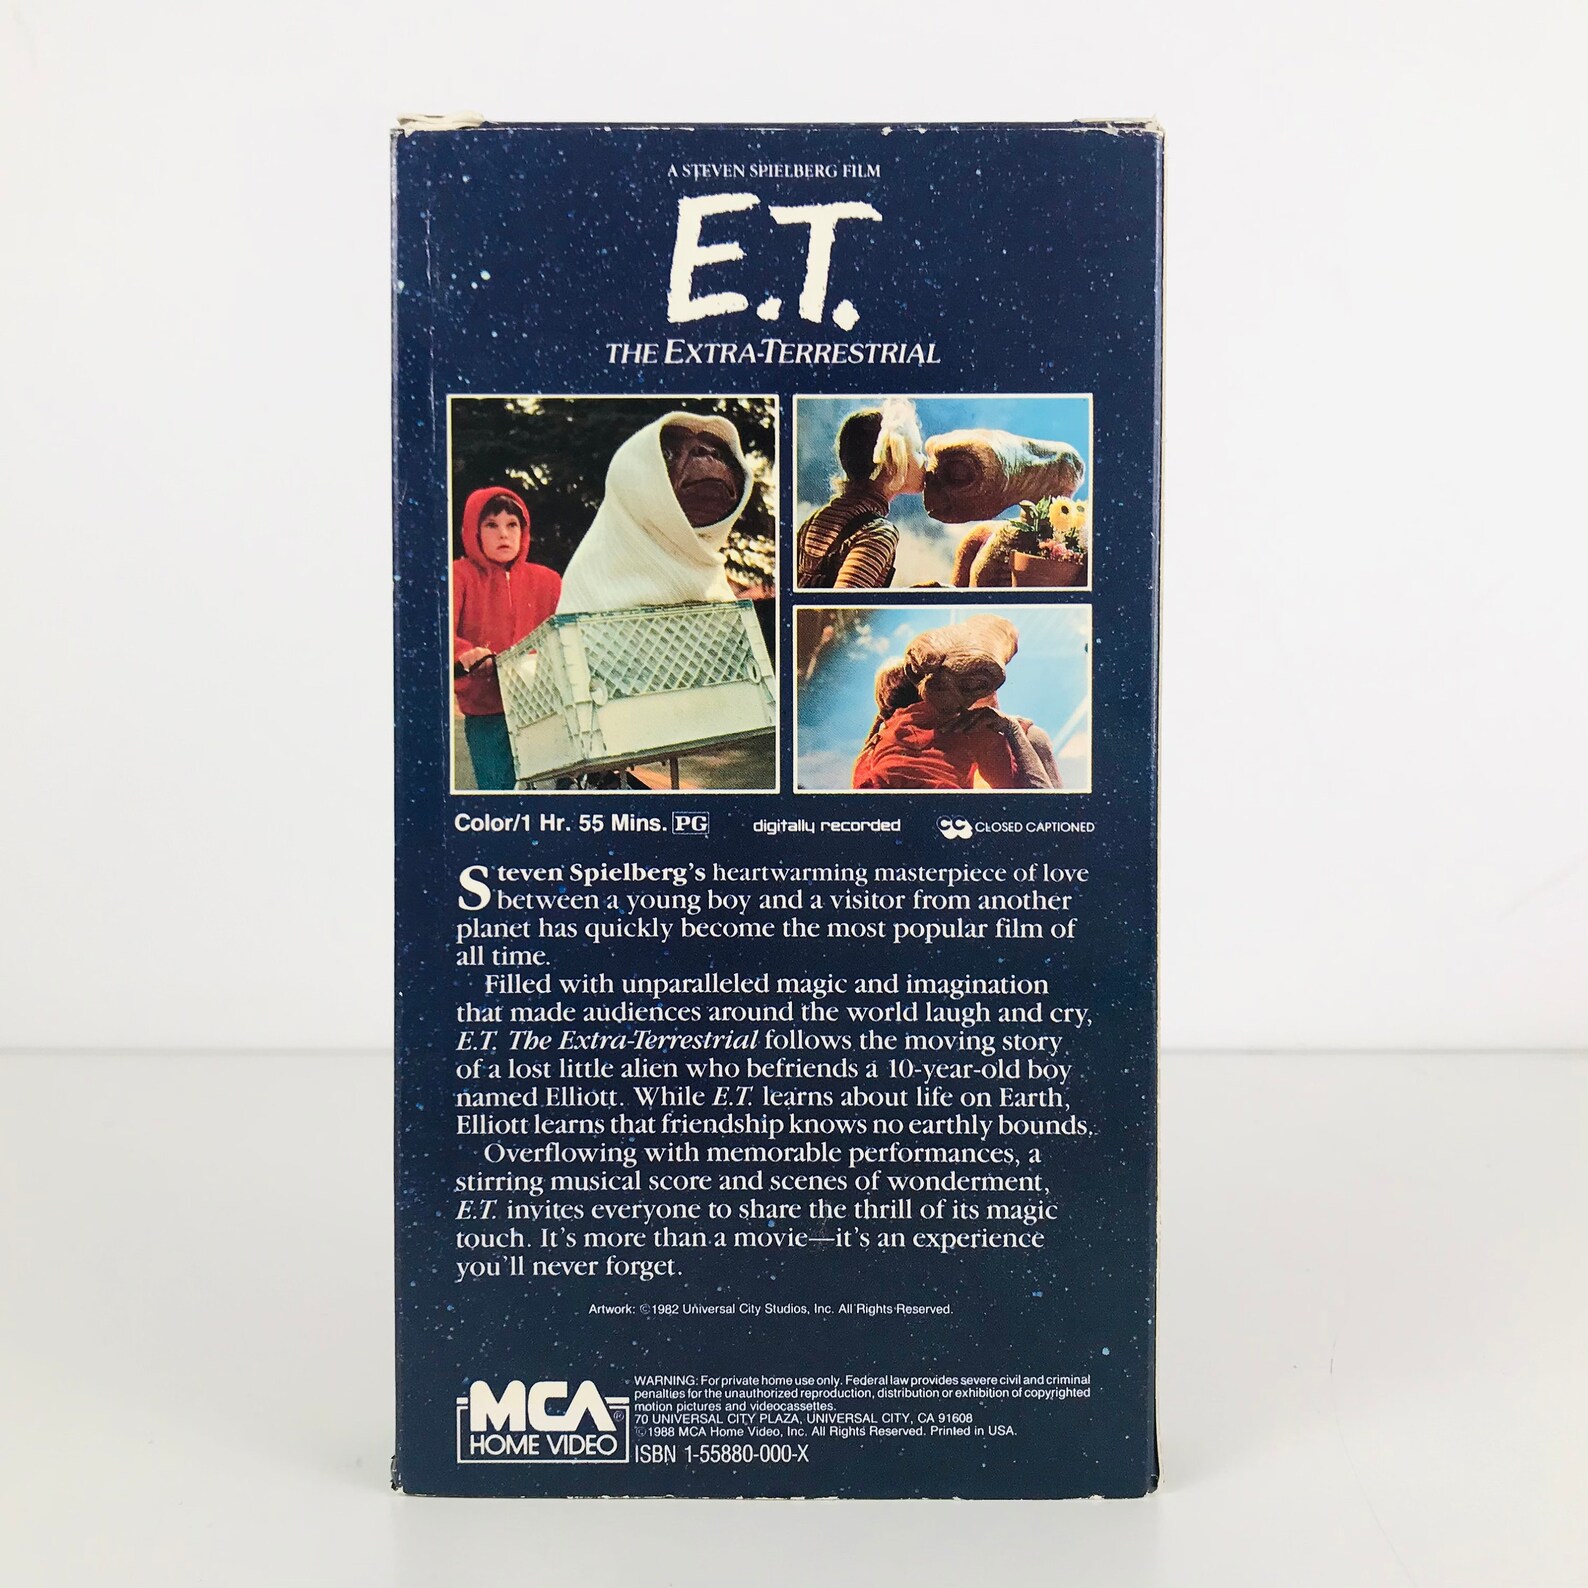 A STEVEN SPIELBERG FILM
E.T.
THE EXTRA-TERRESTRIAL
Color/1 Hr. 55 Mins. PG digitally recorded CC CLOSED CAPTIONED
Steven Spielberg's heartwarming masterpiece of love
between a young boy and a visitor from another
planet has quickly become the most popular film of
all time.
Filled with unparalleled magic and imagination
that made audiences around the world laugh and cry,
E.T. The Extra-Terrestrial follows the moving story
of a lost little alien who befriends a 10-year-old boy
named Elliott. While E.T. learns about life on Earth,
Elliott learns that friendship knows no earthly bounds.
Overflowing with memorable performances, a
stirring musical score and scenes of wonderment,
E.T. invites everyone to share the thrill of its magic
touch. It's more than a movie—it's an experience
you'll never forget.
Artwork: ©1982 Universal City Studios, Inc. All Rights Reserved.
MCA®
HOME VIDEO
WARNING: For private home use only. Federal law provides severe civil and criminal
penalties for the unauthorized reproduction, distribution or exhibition of copyrighted
motion pictures and videocassettes.
70 UNIVERSAL CITY PLAZA, UNIVERSAL CITY, CA 91608
©1988 MCA Home Video, Inc. All Rights Reserved. Printed in USA.
ISBN 1-55880-000-X